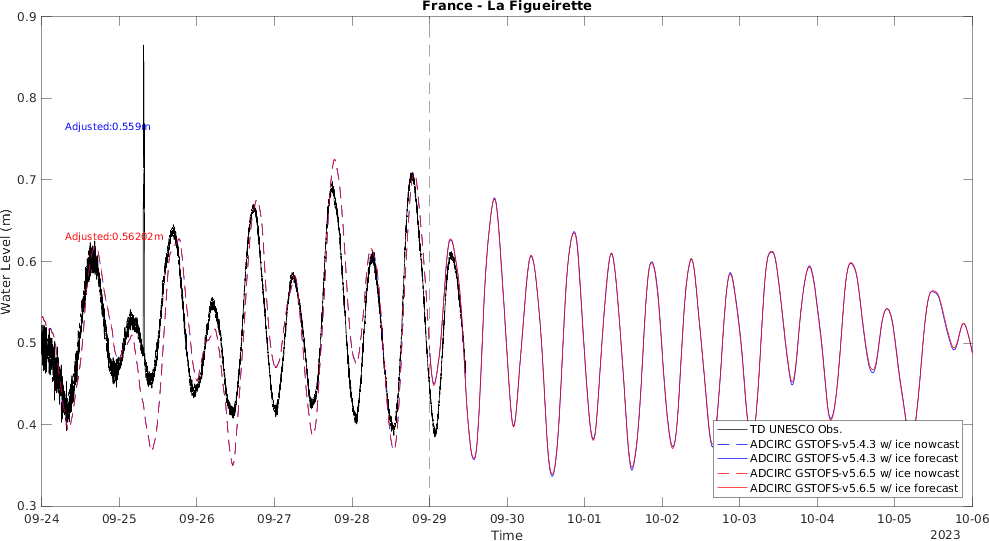 France - La Figueirette
0.9
0.8
0.7
0.6
0.5
0.4
0.3
Water Level (m)
Adjusted:0.559m
Adjusted:0.56202m
TD UNESCO Obs.
ADCIRC GSTOFS-v5.4.3 w/ ice nowcast
ADCIRC GSTOFS-v5.4.3 w/ ice forecast
ADCIRC GSTOFS-v5.6.5 w/ ice nowcast
ADCIRC GSTOFS-v5.6.5 w/ ice forecast
09-24 09-25 09-26 09-27 09-28 09-29 09-30 10-01 10-02 10-03 10-04 10-05 10-06
Time
2023